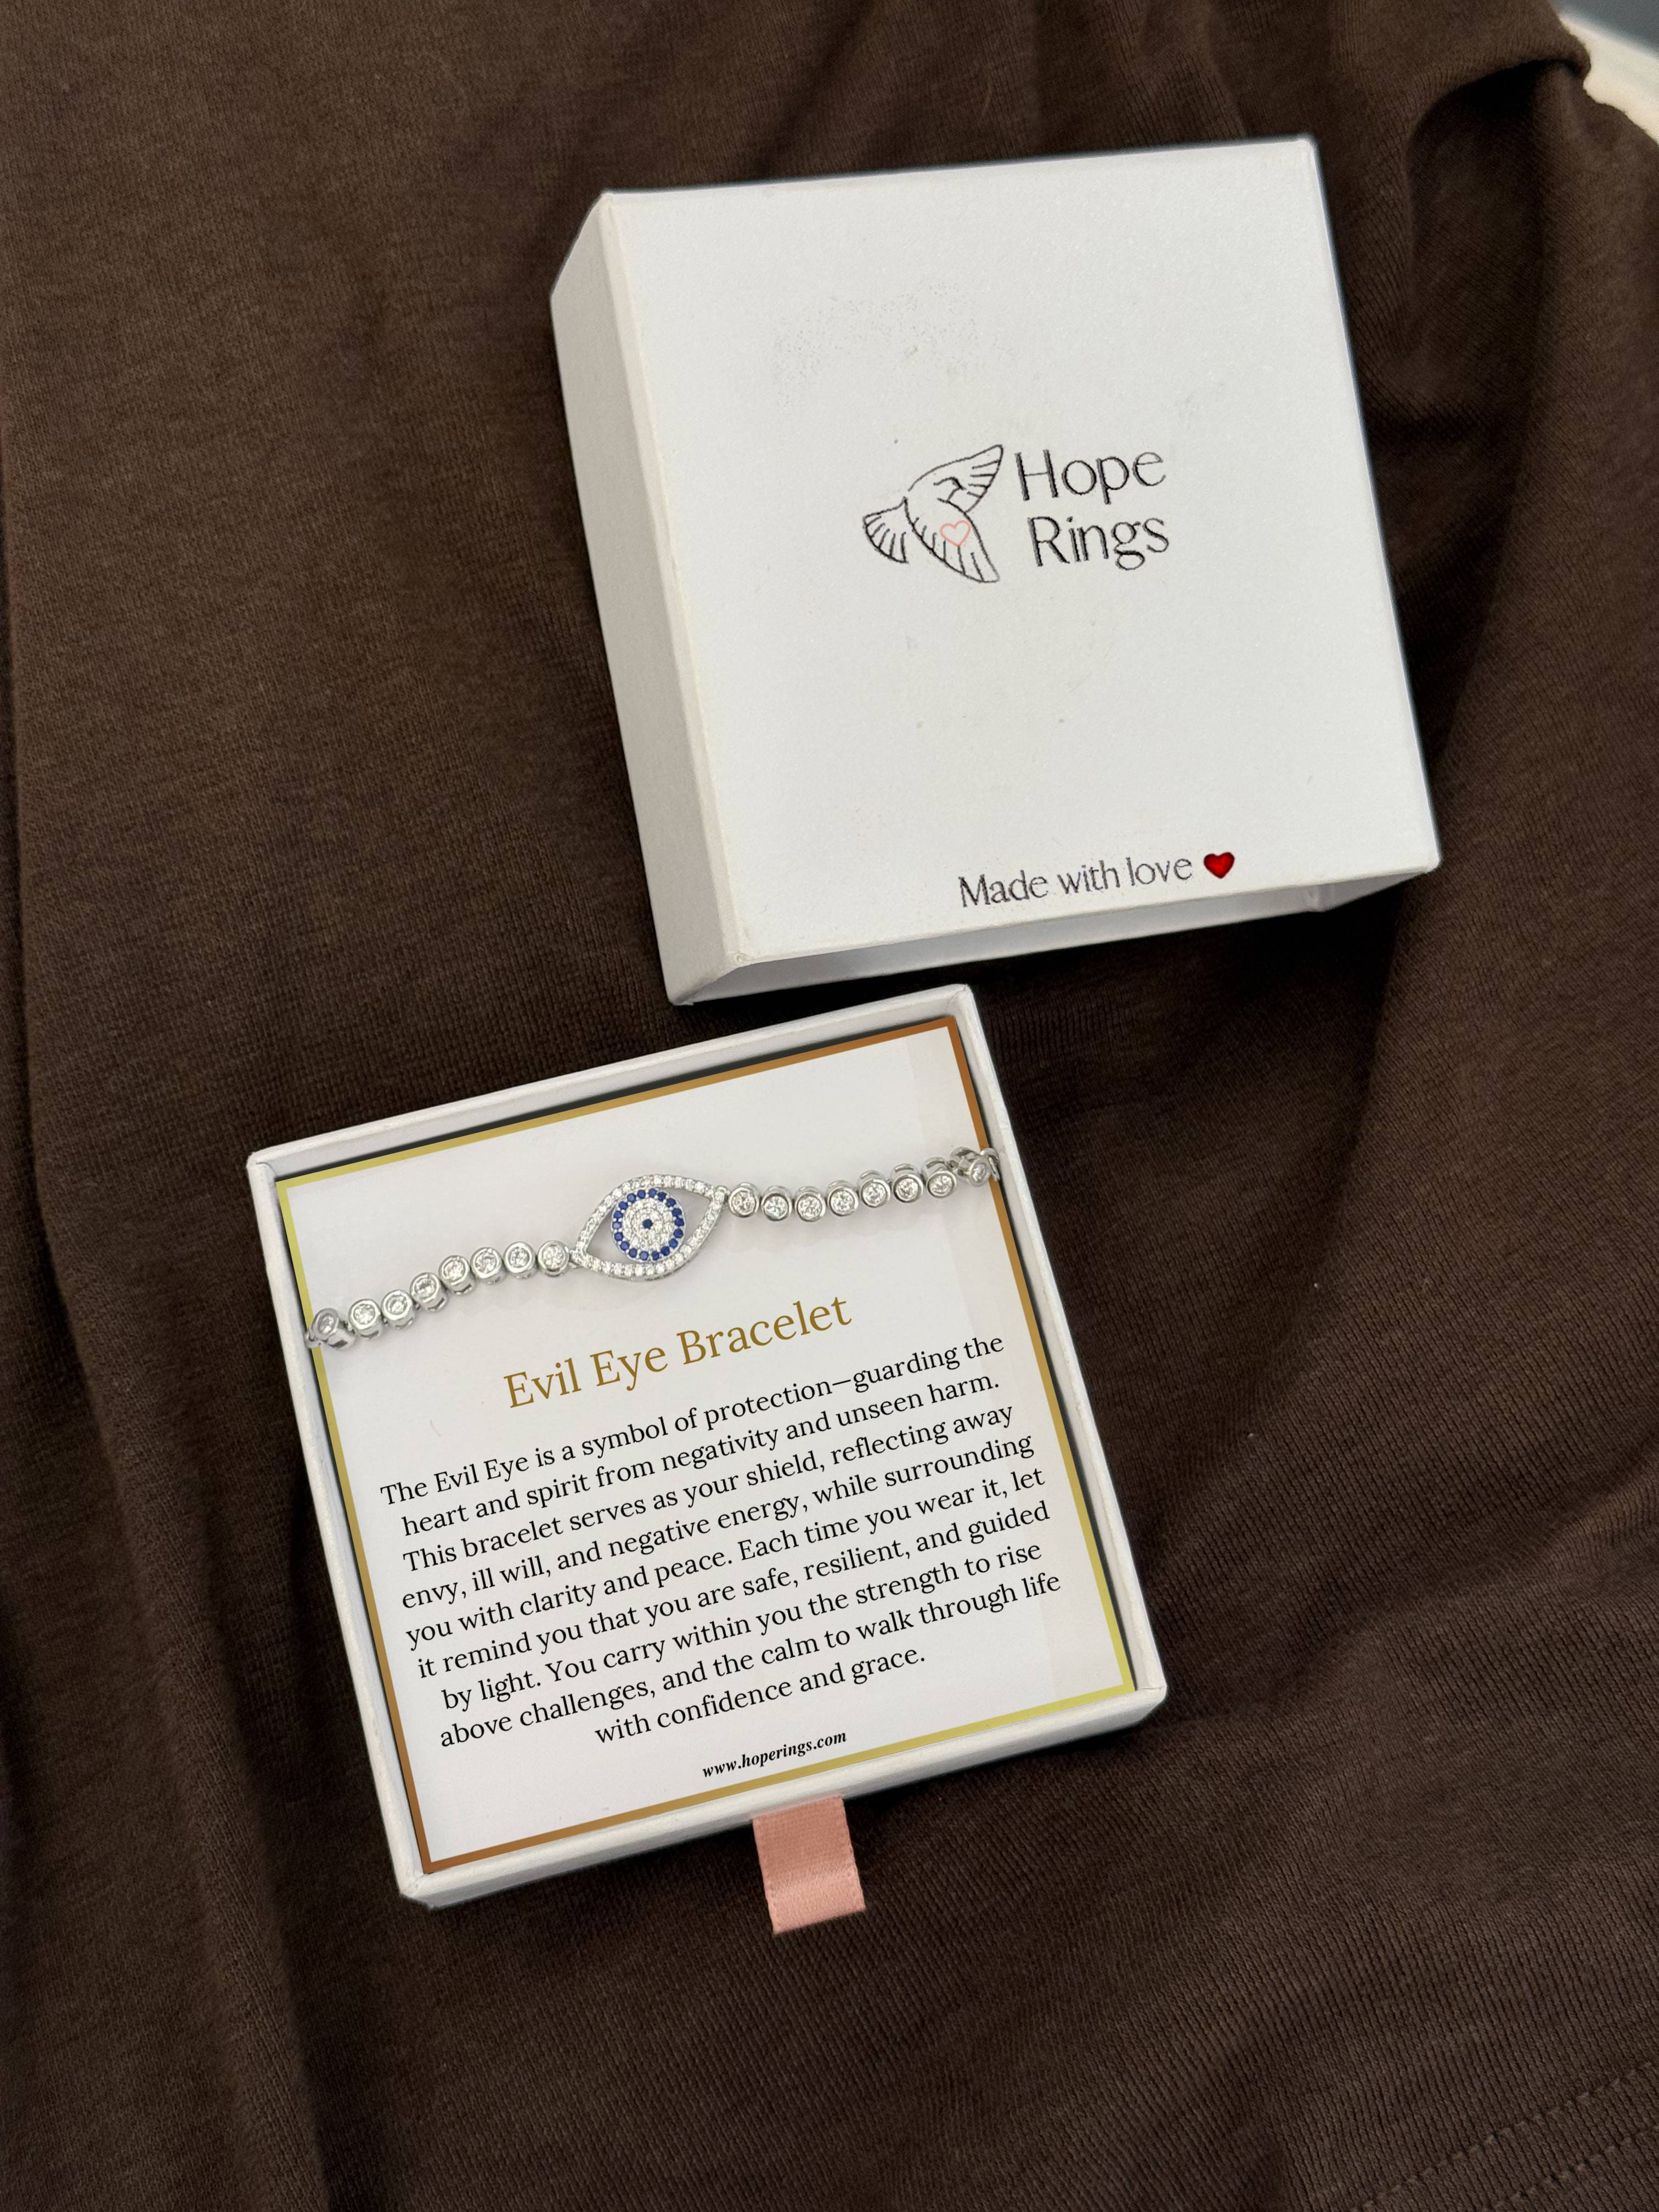 Hope
Rings
Made with love ❤
Evil Eye Bracelet
The Evil Eye is a symbol of protection—guarding the
heart and spirit from negativity and unseen harm.
This bracelet serves as your shield, reflecting away
envy, ill will, and negative energy, while surrounding
you with clarity and peace. Each time you wear it, let
it remind you that you are safe, resilient, and guided
by light. You carry within you the strength to rise
above challenges, and the calm to walk through life
with confidence and grace.
www.hoperings.com